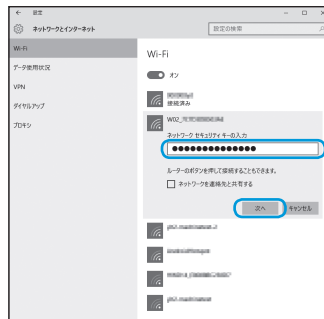 設定
ネットワークとインターネット
設定の検索
Wi-Fi
データ使用状況
VPN
ダイヤルアップ
プロキシ
Wi-Fi
オン
接続済み
W02_
ネットワーク セキュリティ キーの入力
●●●●●●●●●●●●●●
ルーターのボタンを押して接続することもできます。
ネットワークを連絡先と共有する
次へ
キャンセル